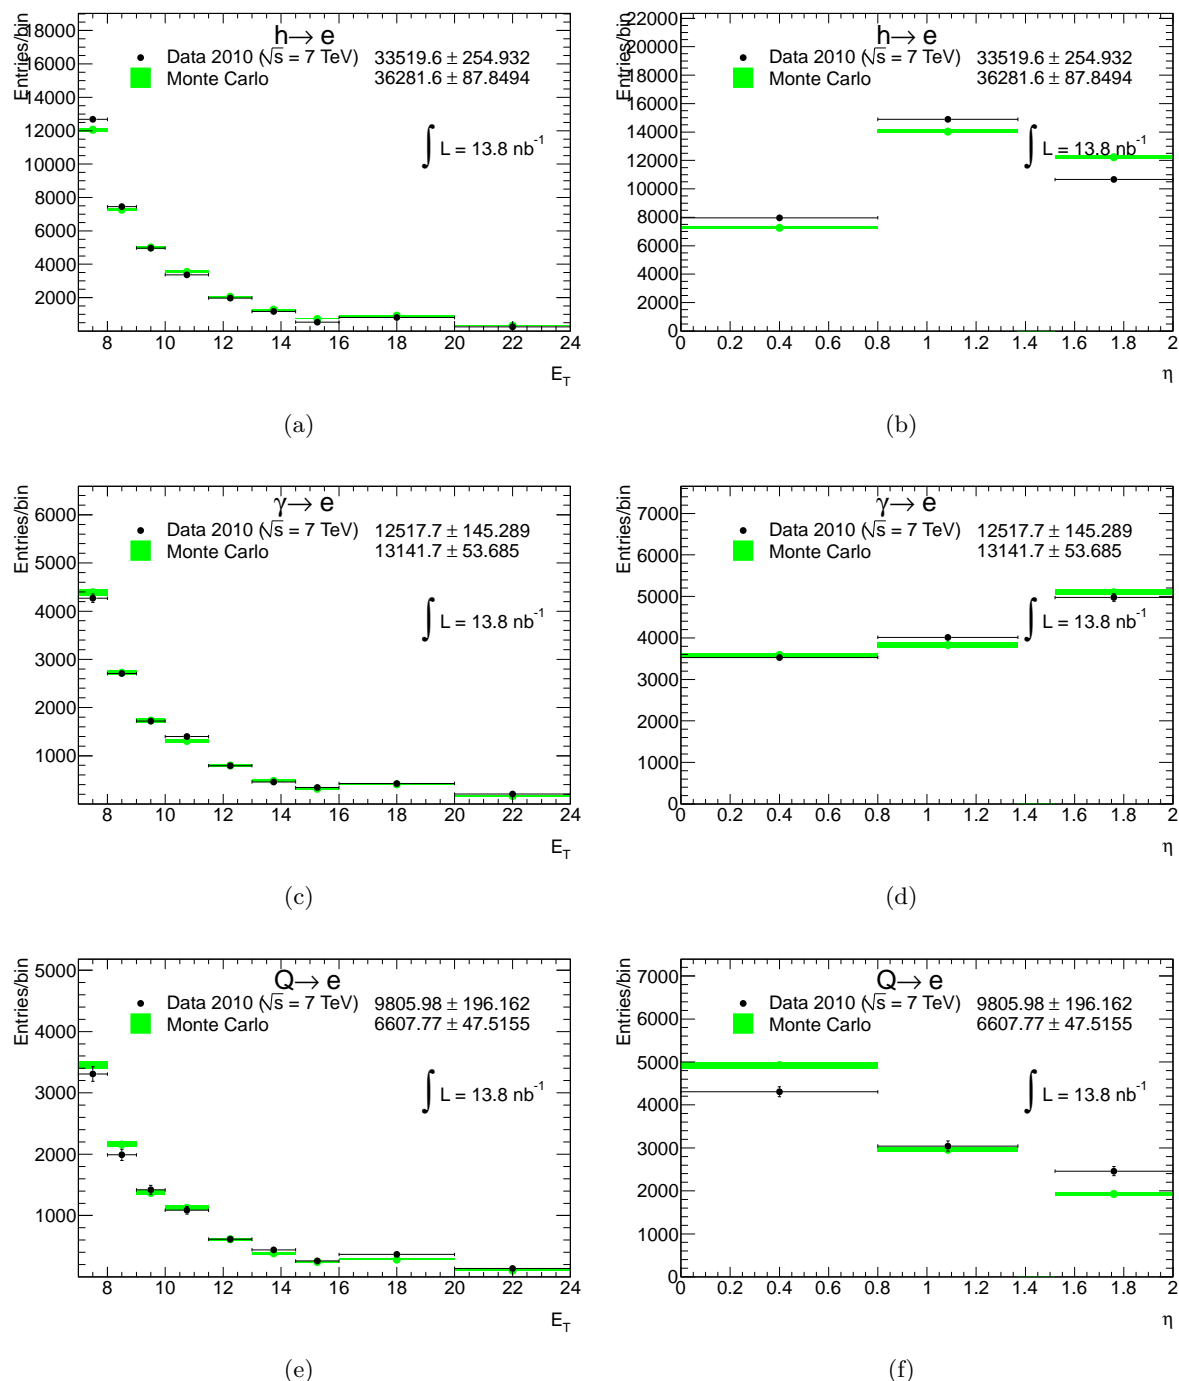 h→e
Entries/bin
Data 2010 (√s = 7 TeV) 33519.6 ± 254.932
Monte Carlo 36281.6 ± 87.8494
∫ L = 13.8 nb⁻¹
18000
16000
14000
12000
10000
8000
6000
4000
2000
8 10 12 14 16 18 20 22 24
E_T
(a)
h→e
Entries/bin
Data 2010 (√s = 7 TeV) 33519.6 ± 254.932
Monte Carlo 36281.6 ± 87.8494
∫ L = 13.8 nb⁻¹
22000
20000
18000
16000
14000
12000
10000
8000
6000
4000
2000
0
0 0.2 0.4 0.6 0.8 1 1.2 1.4 1.6 1.8 2
η
(b)
γ→e
Entries/bin
Data 2010 (√s = 7 TeV) 12517.7 ± 145.289
Monte Carlo 13141.7 ± 53.685
∫ L = 13.8 nb⁻¹
6000
5000
4000
3000
2000
1000
8 10 12 14 16 18 20 22 24
E_T
(c)
γ→e
Entries/bin
Data 2010 (√s = 7 TeV) 12517.7 ± 145.289
Monte Carlo 13141.7 ± 53.685
∫ L = 13.8 nb⁻¹
7000
6000
5000
4000
3000
2000
1000
0
0 0.2 0.4 0.6 0.8 1 1.2 1.4 1.6 1.8 2
η
(d)
Q→e
Entries/bin
Data 2010 (√s = 7 TeV) 9805.98 ± 196.162
Monte Carlo 6607.77 ± 47.5155
∫ L = 13.8 nb⁻¹
5000
4000
3000
2000
1000
8 10 12 14 16 18 20 22 24
E_T
(e)
Q→e
Entries/bin
Data 2010 (√s = 7 TeV) 9805.98 ± 196.162
Monte Carlo 6607.77 ± 47.5155
∫ L = 13.8 nb⁻¹
7000
6000
5000
4000
3000
2000
1000
0
0 0.2 0.4 0.6 0.8 1 1.2 1.4 1.6 1.8 2
η
(f)